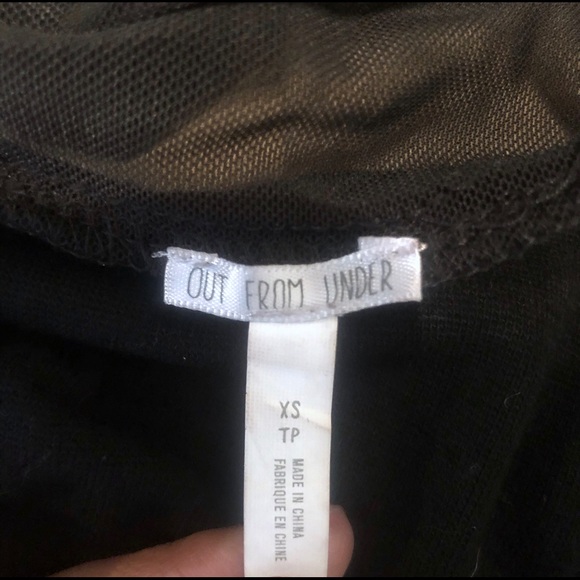 OUT FROM UNDER
XS
TP
MADE IN CHINA
FABRIQUE EN CHINE